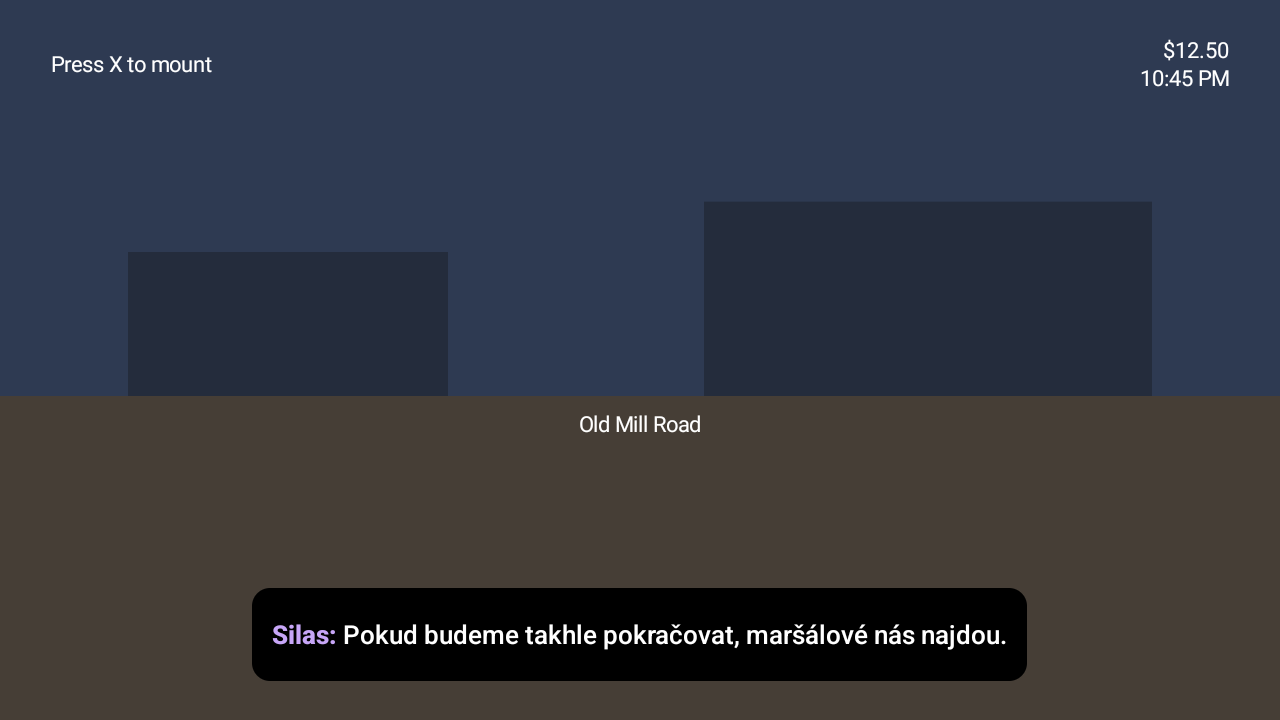 Press X to mount
$12.50
10:45 PM
Old Mill Road
Silas: Pokud budeme takhle pokračovat, maršálové nás najdou.